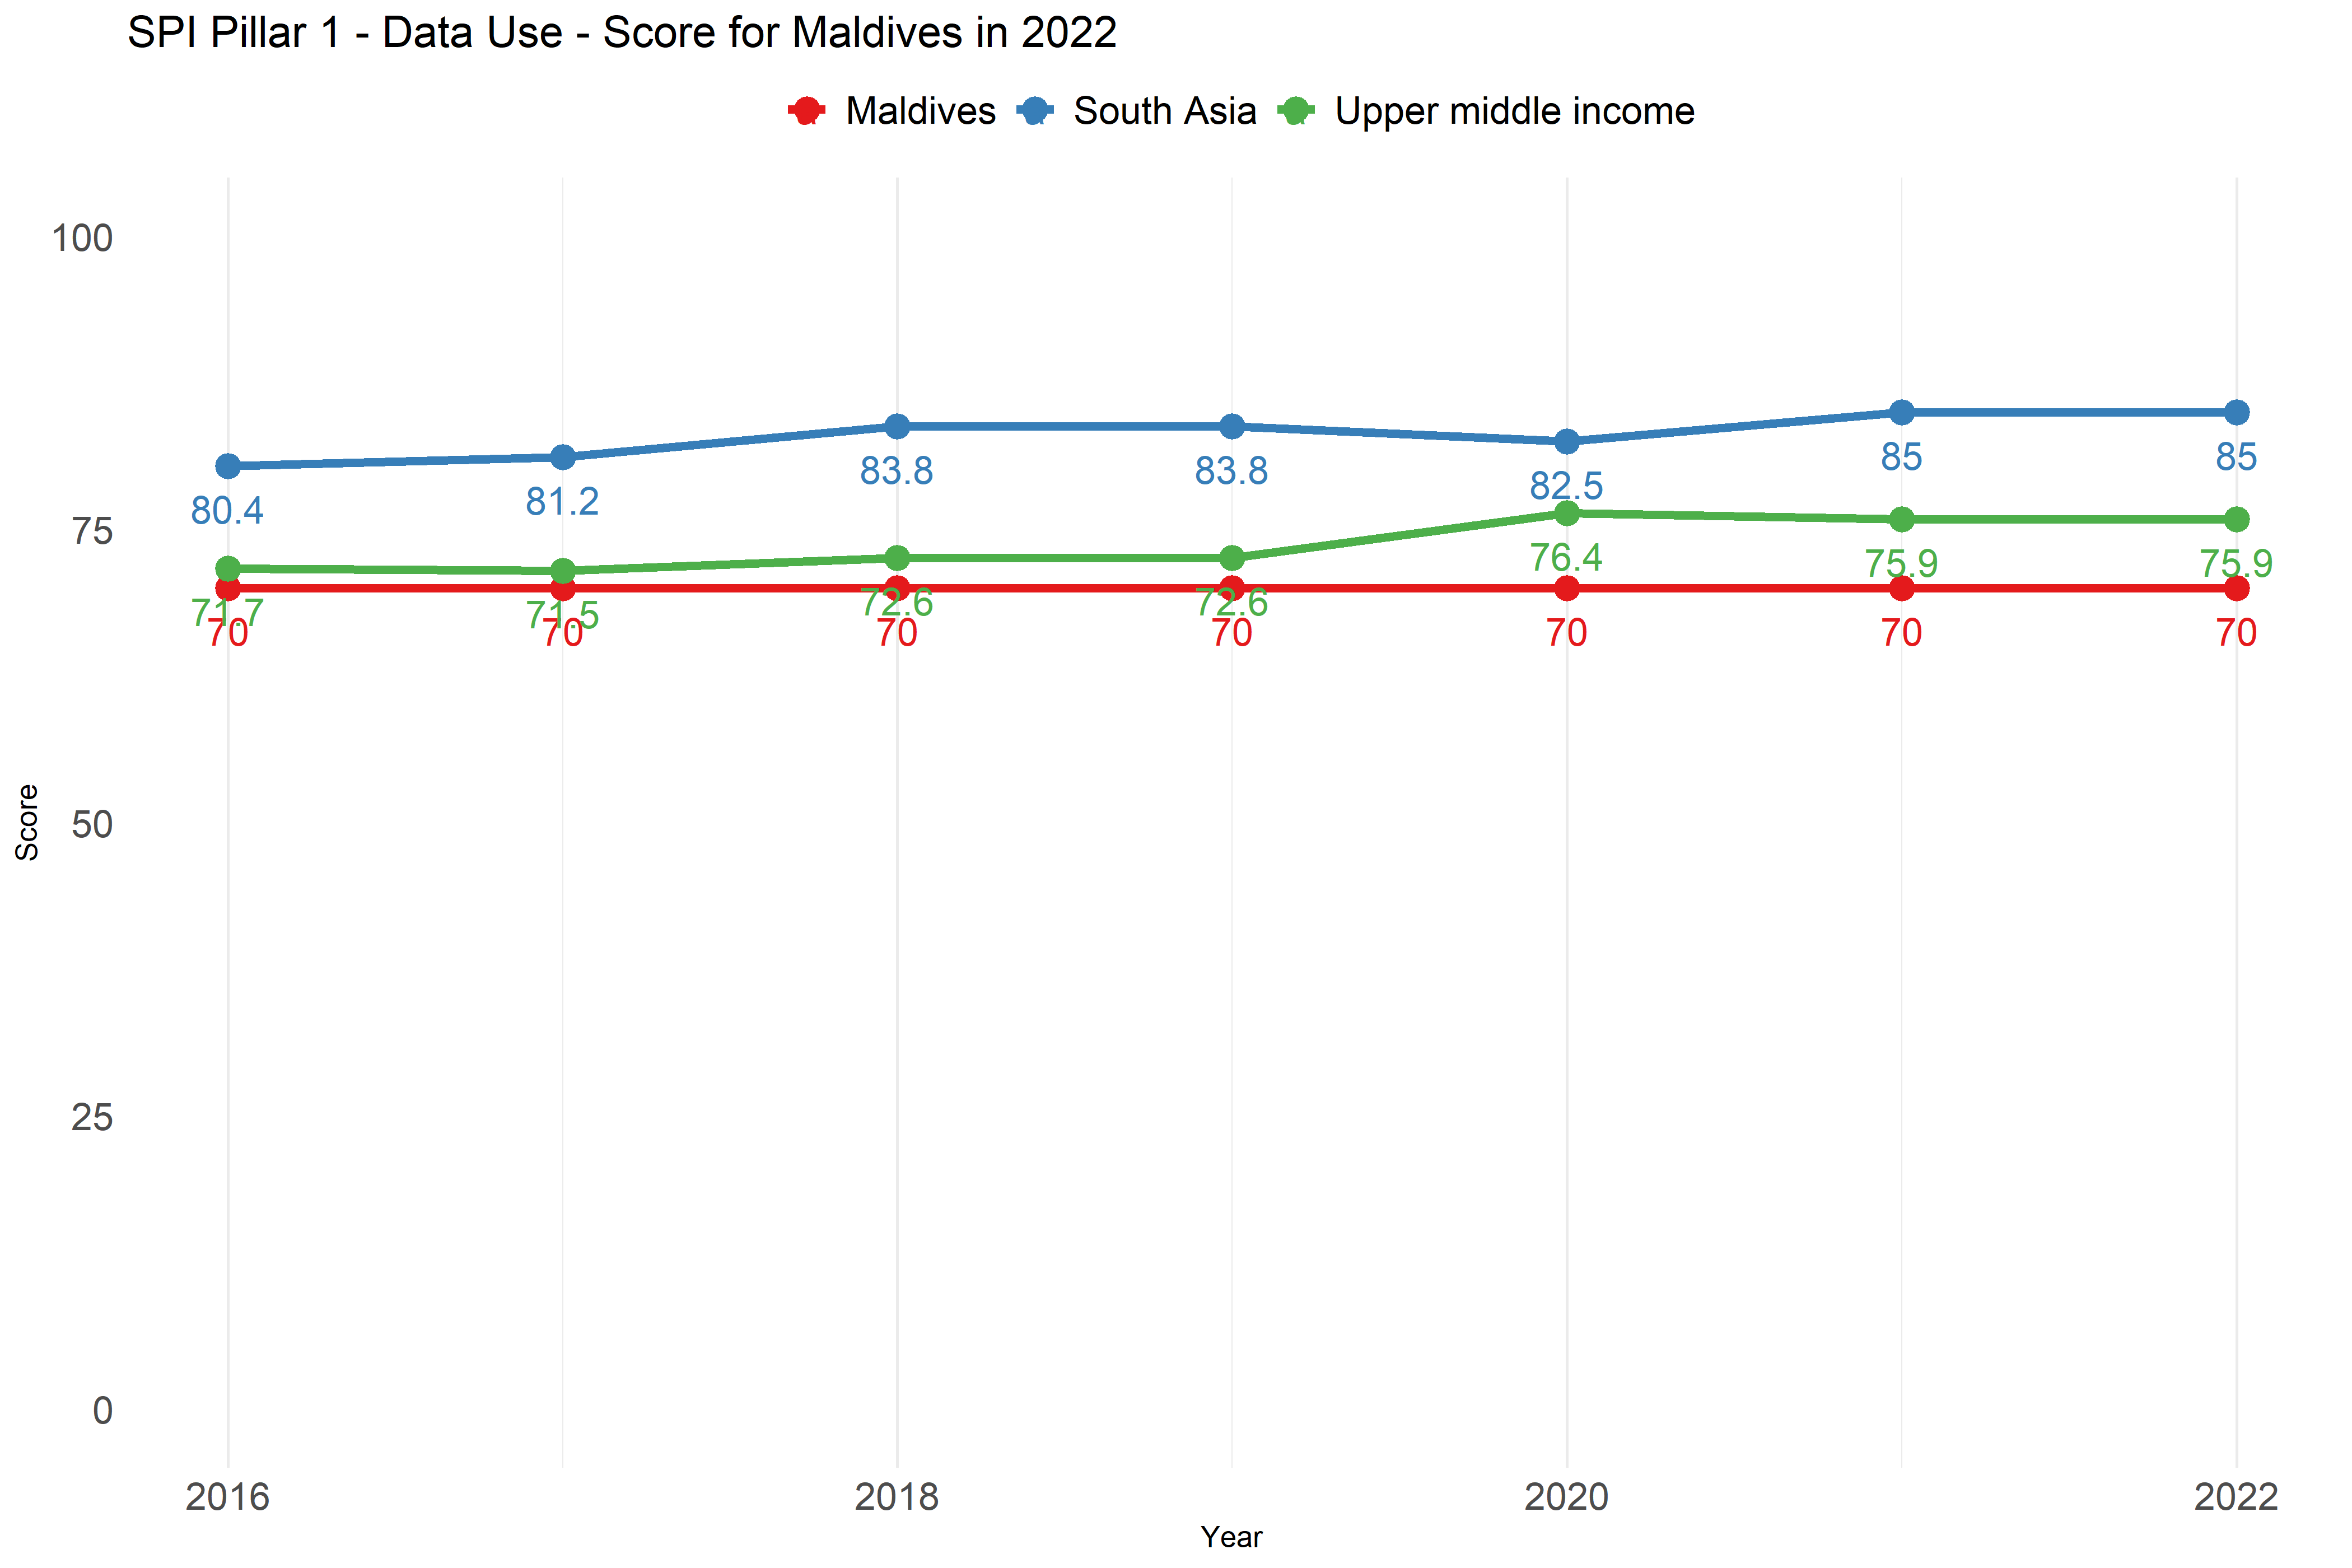 SPI Pillar 1 - Data Use - Score for Maldives in 2022
Maldives South Asia Upper middle income
100
75
50
25
0
Score
80.4 81.2 83.8 83.8 82.5 85 85
71.7 71.5 72.6 72.6 76.4 75.9 75.9
70 70 70 70 70 70 70
2016 2018 2020 2022
Year